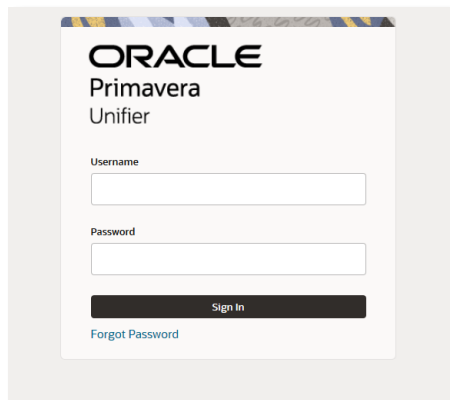 ORACLE
Primavera
Unifier
Username
Password
Sign In
Forgot Password